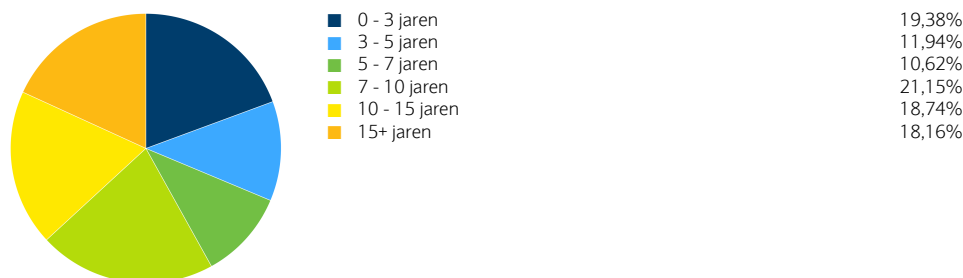 0 - 3 jaren 19,38%
3 - 5 jaren 11,94%
5 - 7 jaren 10,62%
7 - 10 jaren 21,15%
10 - 15 jaren 18,74%
15+ jaren 18,16%